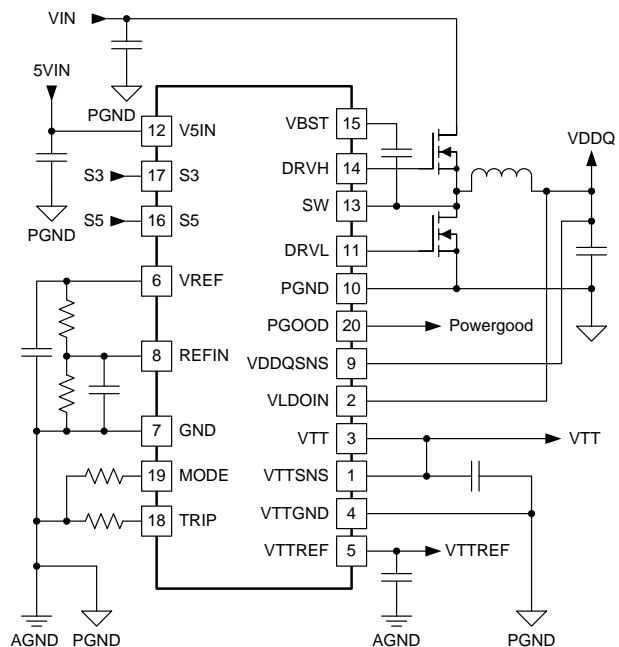 VIN
5VIN
PGND
12 V5IN
VBST 15
VDDQ
S3 17 S3
DRVH 14
S5 16 S5
SW 13
PGND
DRVL 11
6 VREF
PGND 10
PGOOD 20 Powergood
8 REFIN
VDDQSNS 9
VLDOIN 2
7 GND
VTT 3 VTT
19 MODE
VTTSNS 1
18 TRIP
VTTGND 4
VTTREF 5 VTTREF
AGND PGND AGND PGND